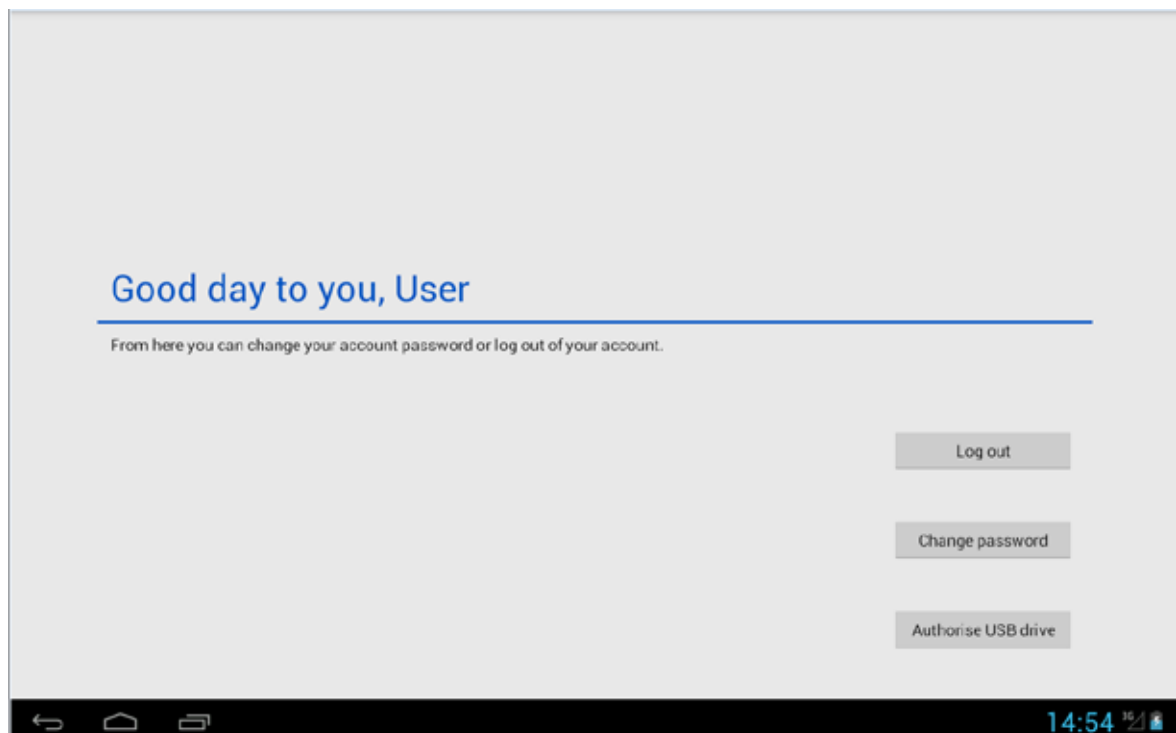 Good day to you, User
From here you can change your account password or log out of your account.
Log out
Change password
Authorise USB drive
14:54 3G